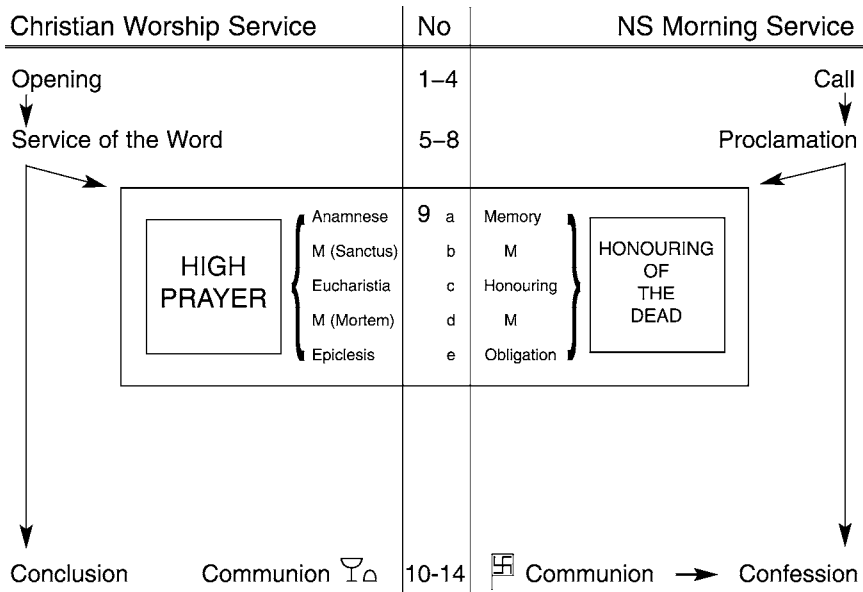 Christian Worship Service No NS Morning Service
Opening 1–4 Call
Service of the Word 5–8 Proclamation
HIGH
PRAYER
Anamnese 9 a Memory
M (Sanctus) b M
Eucharistia c Honouring
M (Mortem) d M
Epiclesis e Obligation
HONOURING
OF
THE
DEAD
Conclusion Communion 10-14 Communion Confession